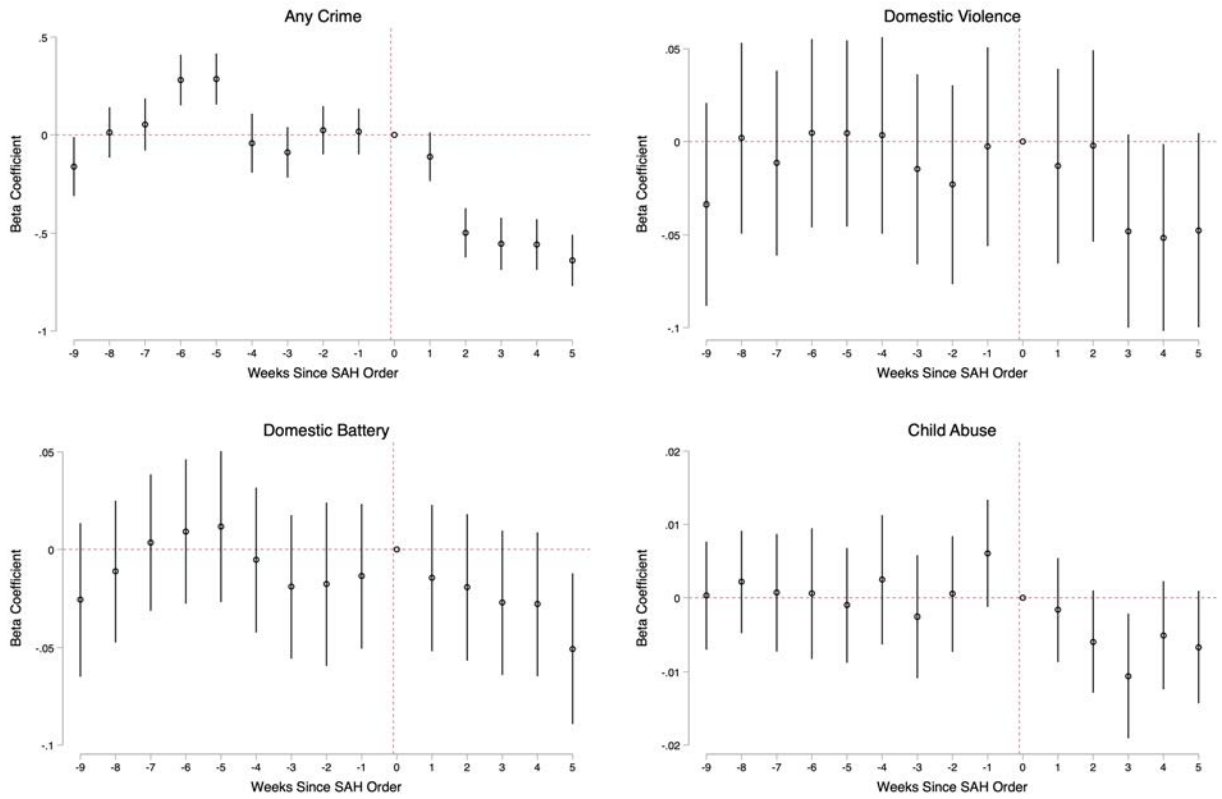 Any Crime
.5
0
-.5
-1
Beta Coefficient
-9 -8 -7 -6 -5 -4 -3 -2 -1 0 1 2 3 4 5
Weeks Since SAH Order
Domestic Violence
.05
0
-.05
-.1
Beta Coefficient
-9 -8 -7 -6 -5 -4 -3 -2 -1 0 1 2 3 4 5
Weeks Since SAH Order
Domestic Battery
.05
0
-.05
-.1
Beta Coefficient
-9 -8 -7 -6 -5 -4 -3 -2 -1 0 1 2 3 4 5
Weeks Since SAH Order
Child Abuse
.02
.01
0
-.01
-.02
Beta Coefficient
-9 -8 -7 -6 -5 -4 -3 -2 -1 0 1 2 3 4 5
Weeks Since SAH Order